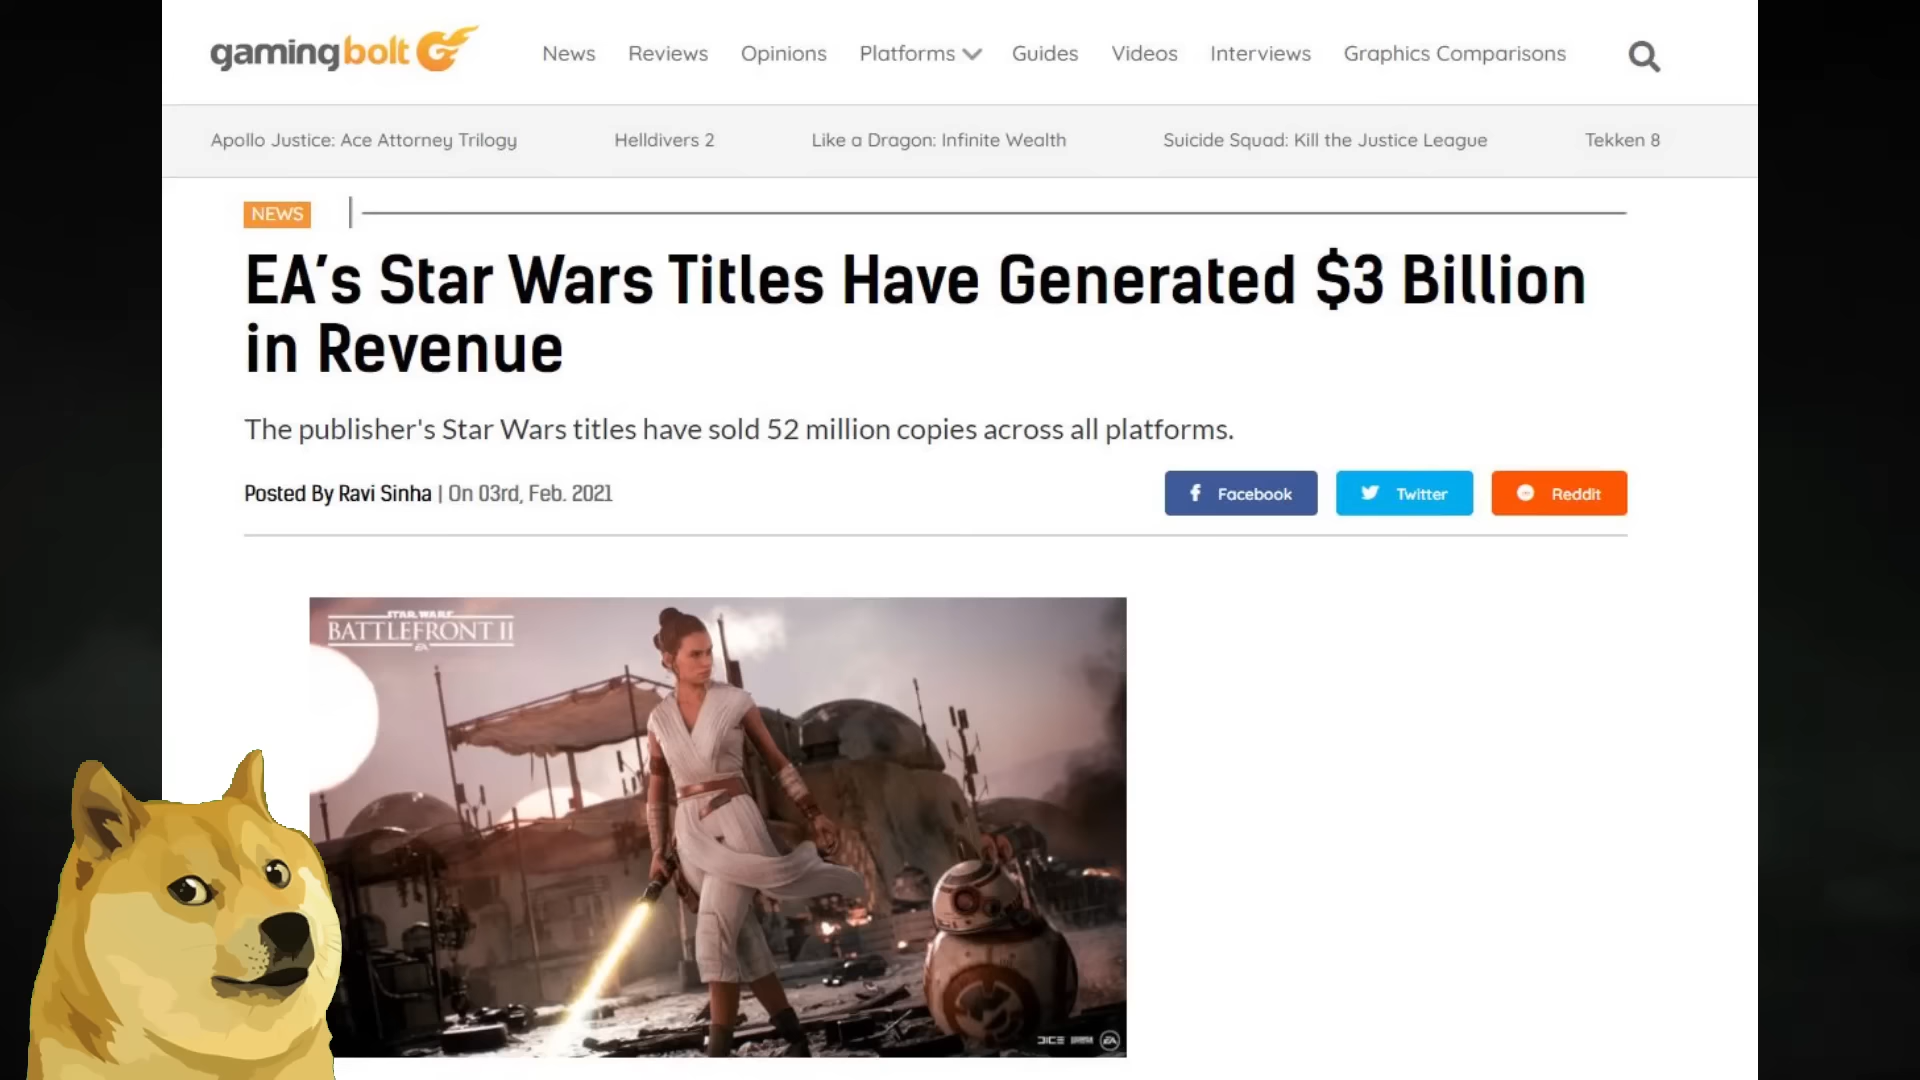 gamingbolt
News Reviews Opinions Platforms Guides Videos Interviews Graphics Comparisons
Apollo Justice: Ace Attorney Trilogy Helldivers 2 Like a Dragon: Infinite Wealth Suicide Squad: Kill the Justice League Tekken 8
NEWS
EA's Star Wars Titles Have Generated $3 Billion
in Revenue
The publisher's Star Wars titles have sold 52 million copies across all platforms.
Posted By Ravi Sinha | On 03rd, Feb. 2021
Facebook Twitter Reddit
STAR WARS
BATTLEFRONT II
EA
DICE EA